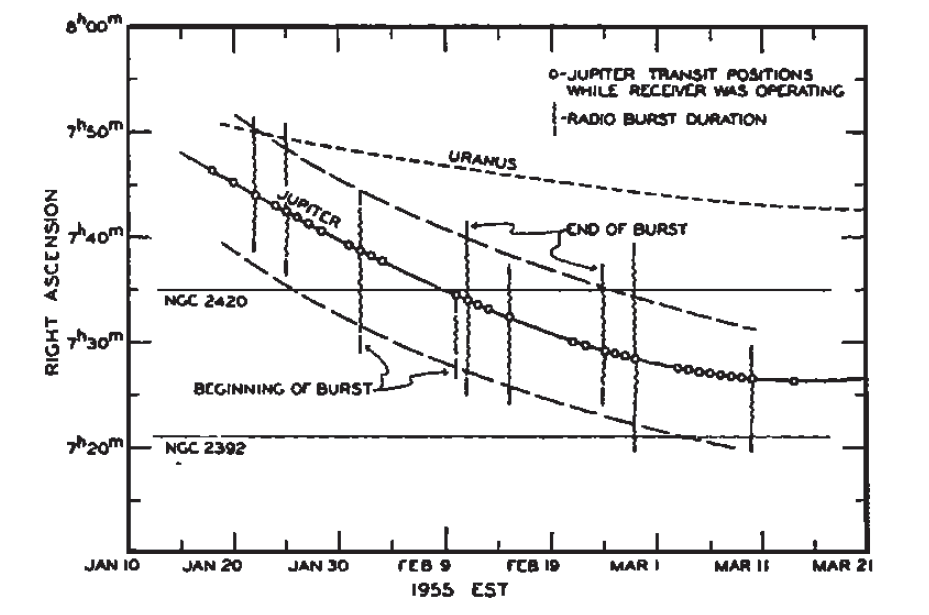 8h00m
o-JUPITER TRANSIT POSITIONS
WHILE RECEIVER WAS OPERATING
-RADIO BURST DURATION
7h50m
URANUS
JUPITER
7h40m
END OF BURST
NGC 2420
7h30m
BEGINNING OF BURST
7h20m
NGC 2392
RIGHT ASCENSION
JAN 10 JAN 20 JAN 30 FEB 9 FEB 19 MAR 1 MAR 11 MAR 21
1955 EST